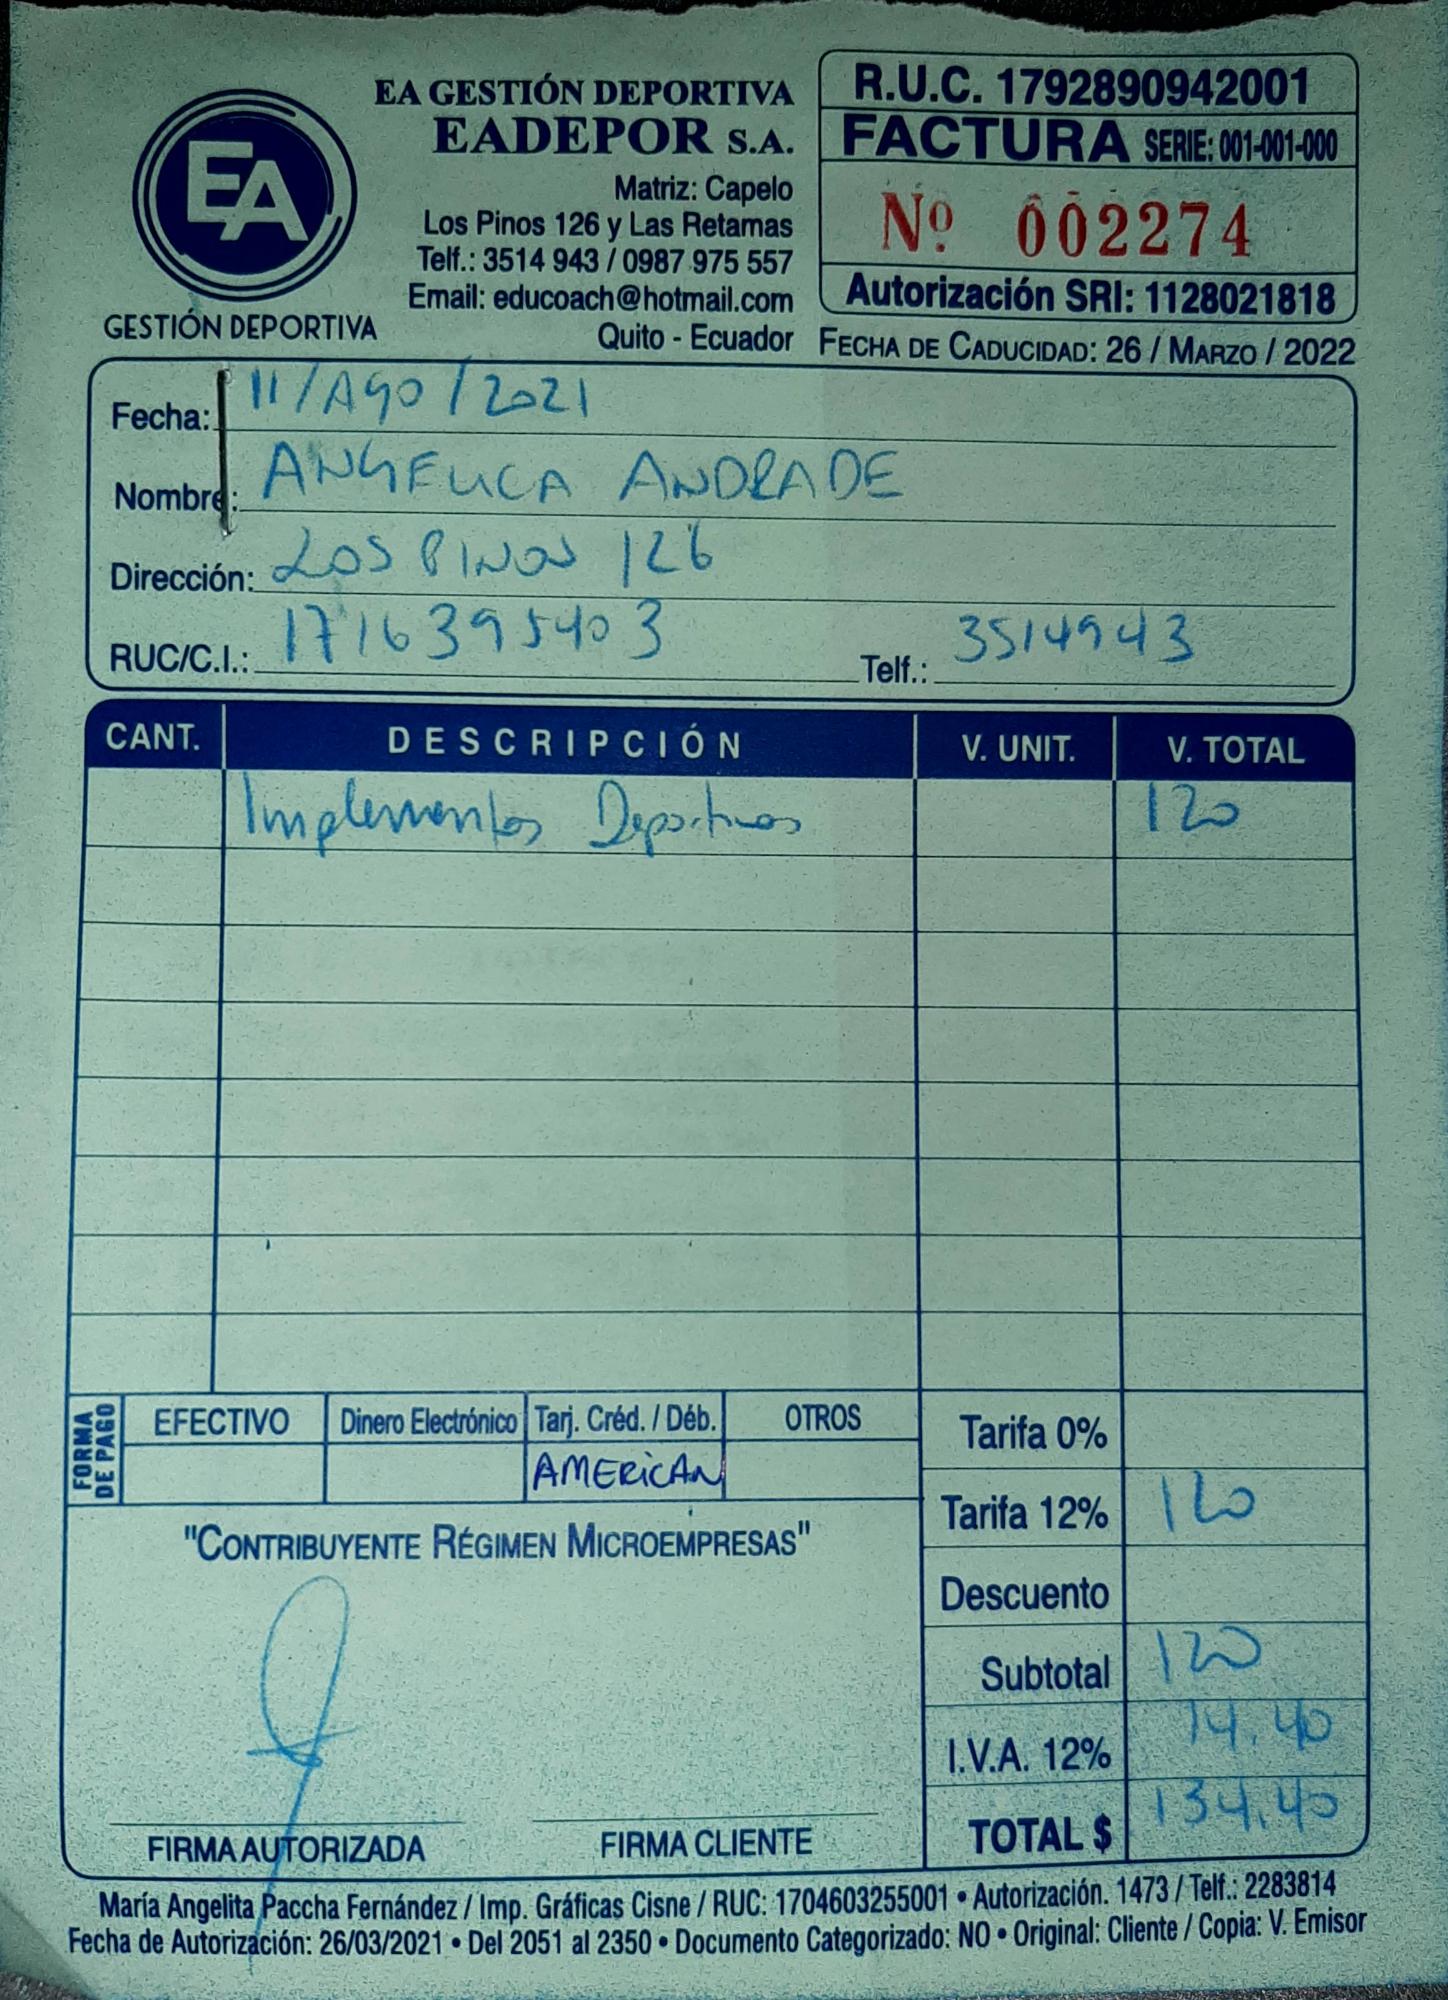 EA GESTIÓN DEPORTIVA
EADEPOR S.A.
Matriz: Capelo
Los Pinos 126 y Las Retamas
Telf.: 3514 943 / 0987 975 557
Email: educoach@hotmail.com
Quito - Ecuador
EA
GESTIÓN DEPORTIVA
R.U.C. 1792890942001
FACTURA SERIE: 001-001-000
Nº 002274
Autorización SRI: 1128021818
FECHA DE CADUCIDAD: 26 / MARZO / 2022
Fecha: 11/AGO/2021
Nombre: ANGELICA ANDRADE
Dirección: LOS PINOS 126
RUC/C.I.: 1716395403 Telf.: 3514943
CANT. DESCRIPCIÓN V. UNIT. V. TOTAL
Implementos Deportivos 120
FORMA DE PAGO
EFECTIVO Dinero Electrónico Tarj. Créd. / Déb. OTROS
AMERICAN
Tarifa 0%
Tarifa 12% 120
Descuento
Subtotal 120
I.V.A. 12% 14.40
TOTAL $ 134.40
"CONTRIBUYENTE RÉGIMEN MICROEMPRESAS"
FIRMA AUTORIZADA FIRMA CLIENTE
María Angelita Paccha Fernández / Imp. Gráficas Cisne / RUC: 1704603255001 • Autorización. 1473 / Telf.: 2283814
Fecha de Autorización: 26/03/2021 • Del 2051 al 2350 • Documento Categorizado: NO • Original: Cliente / Copia: V. Emisor